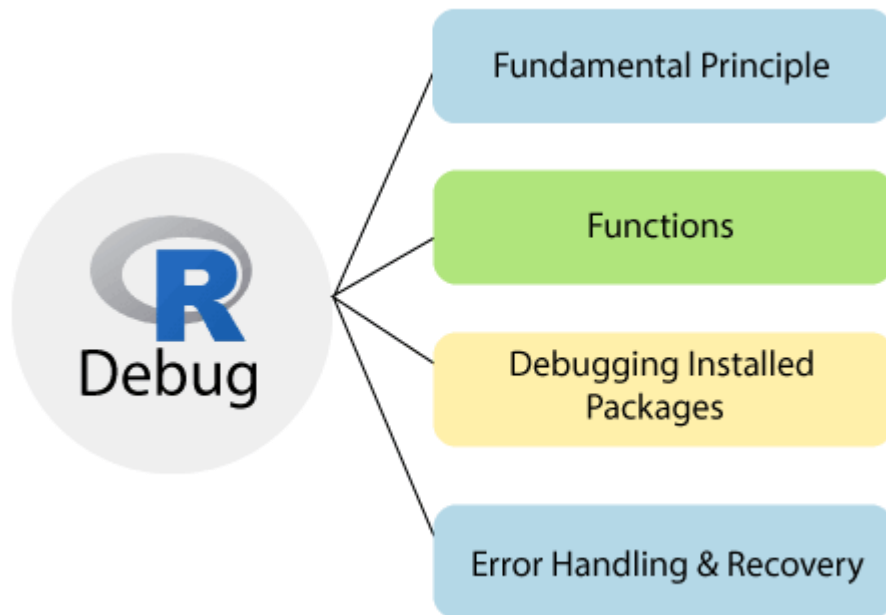 R
Debug
Fundamental Principle
Functions
Debugging Installed
Packages
Error Handling & Recovery